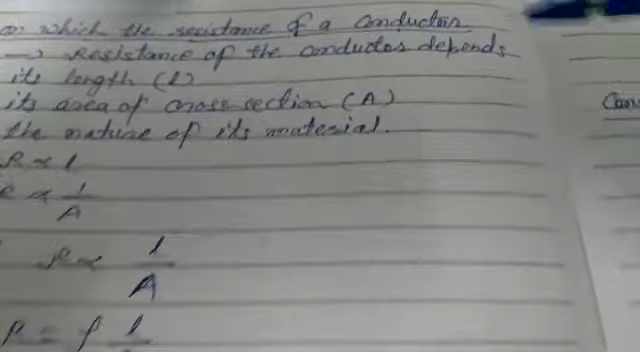 on which the resistance of a conductor
→ Resistance of the conductor depends
its length (l)
its area of cross section (A)
the nature of its material.
R ∝ l
R ∝ 1/A
R ∝ l/A
R = ρ l